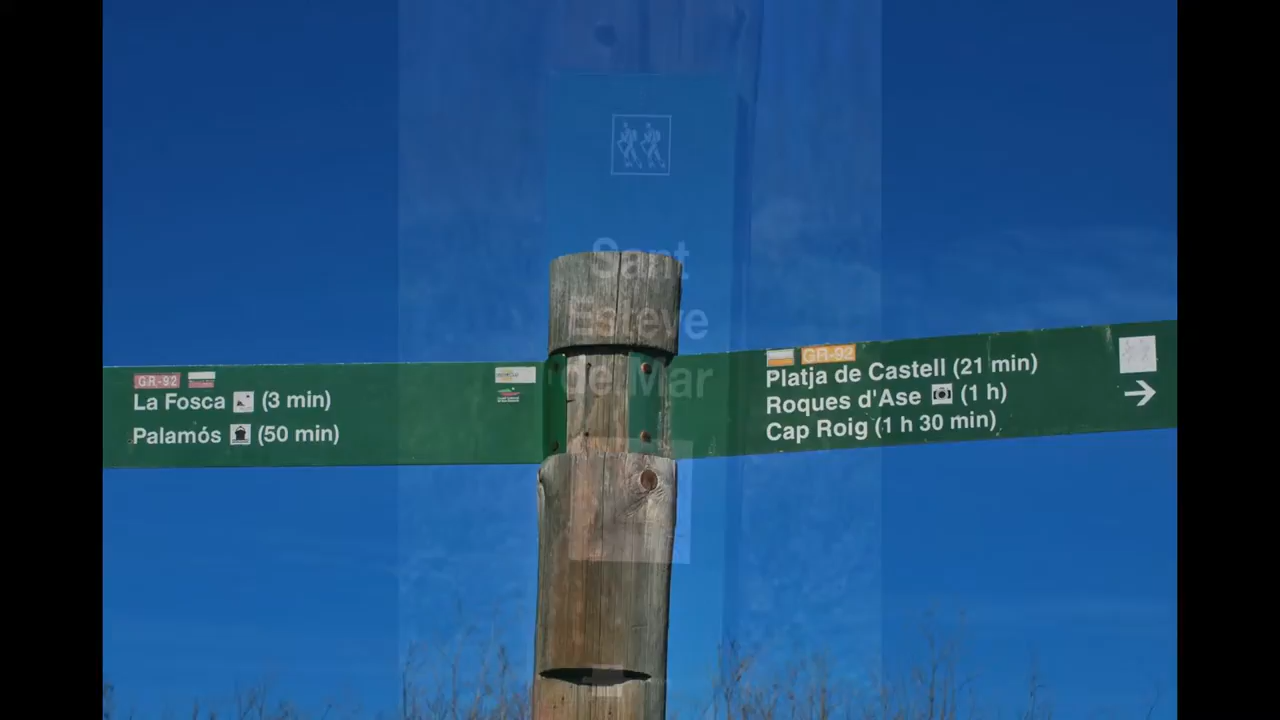 Sant
Esteve
de Mar
GR-92
La Fosca (3 min)
Palamós (50 min)
GR-92
Platja de Castell (21 min)
Roques d'Ase (1 h)
Cap Roig (1 h 30 min)